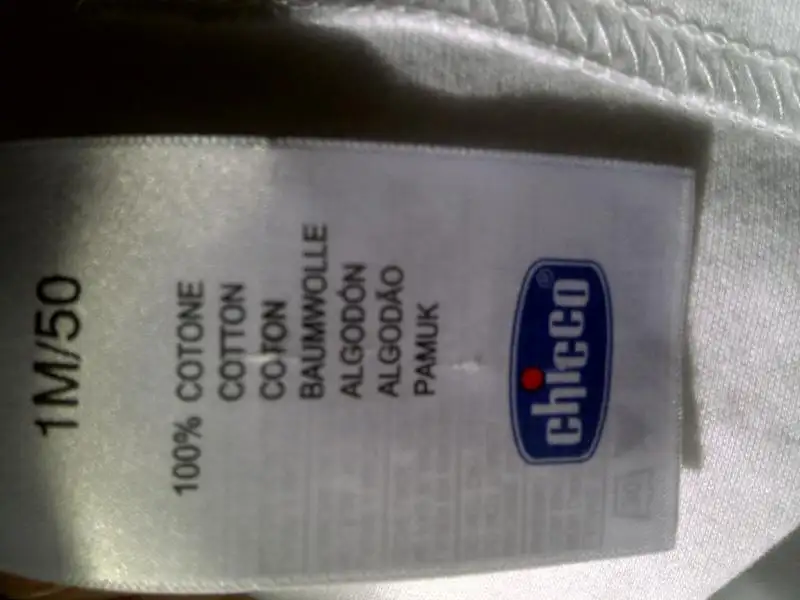 1M/50
100% COTONE
COTTON
COTON
BAUMWOLLE
ALGODÓN
ALGODÃO
PAMUK
chicco®